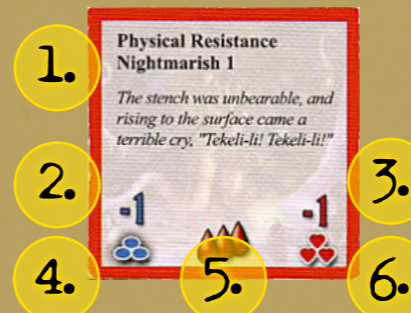 1.
Physical Resistance
Nightmarish 1
The stench was unbearable, and
rising to the surface came a
terrible cry, "Tekeli-li! Tekeli-li!"
2.
-1
-1
3.
4.
5.
6.